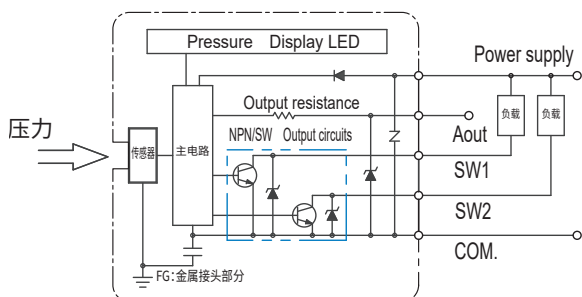 Pressure Display LED
Power supply
Output resistance
负载
负载
压力
传感器
主电路
NPN/SW Output circuits
Aout
SW1
SW2
COM.
FG:金属接头部分